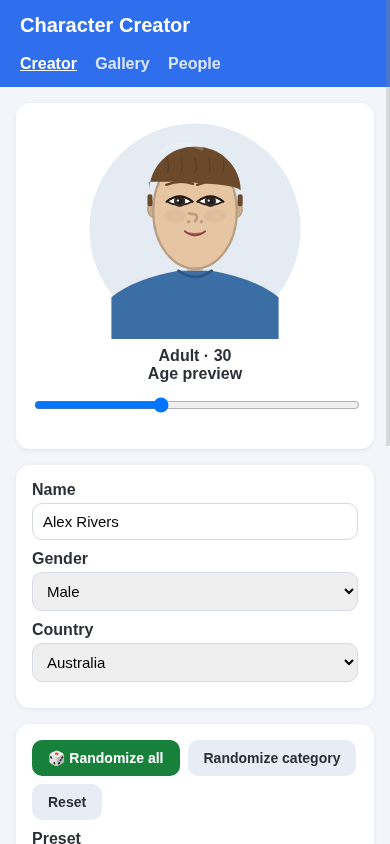 Character Creator
Creator Gallery People
Adult · 30
Age preview
Name
Alex Rivers
Gender
Male
Country
Australia
🎲 Randomize all Randomize category
Reset
Preset